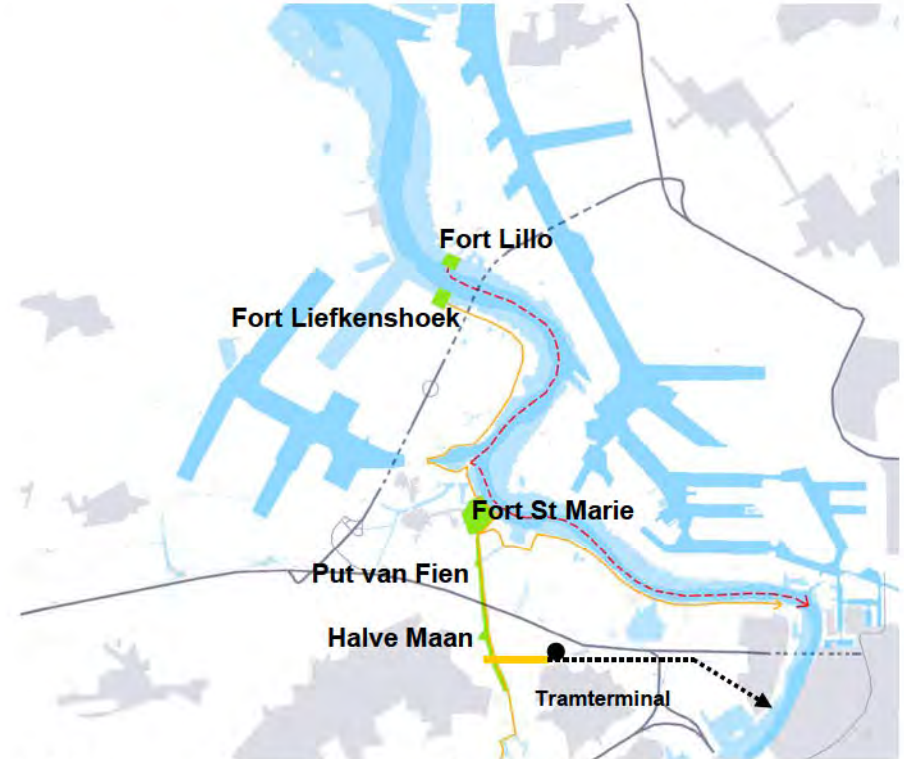 Fort Lillo
Fort Liefkenshoek
Fort St Marie
Put van Fien
Halve Maan
Tramterminal